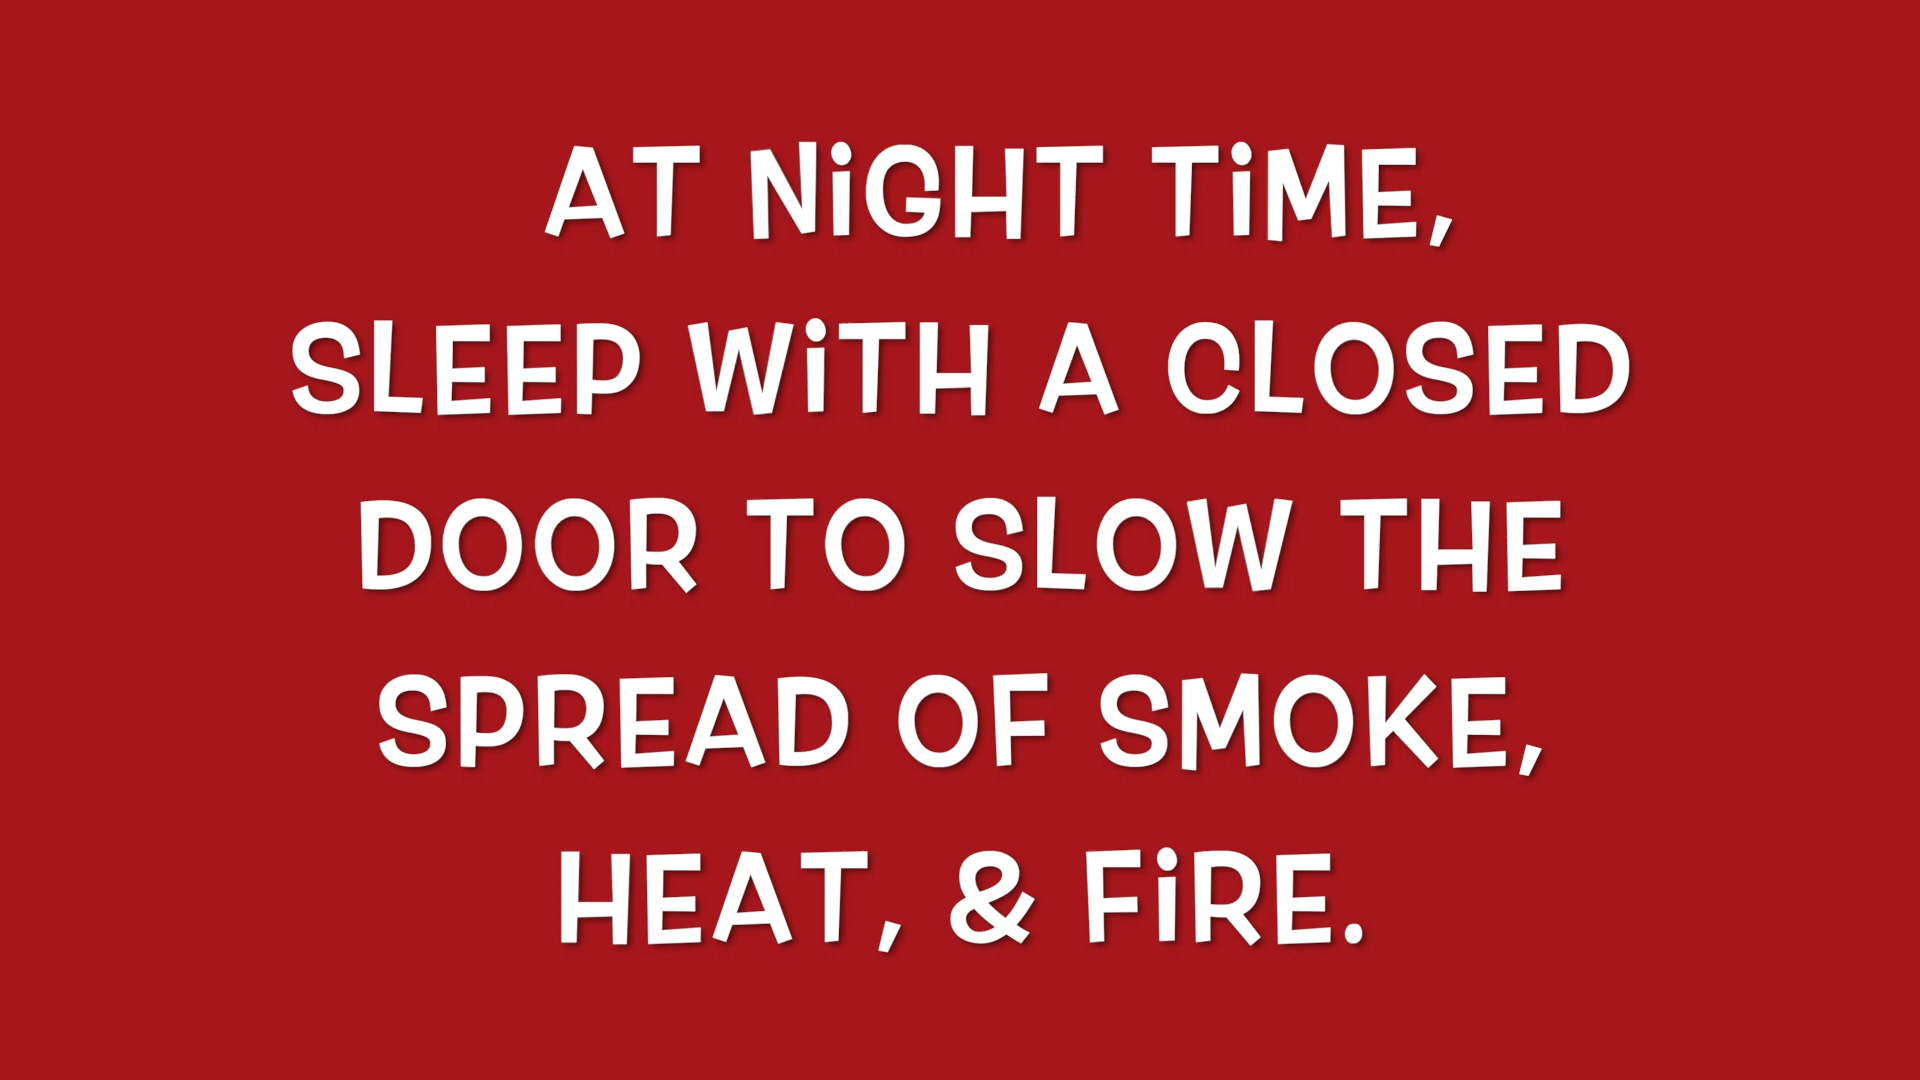 AT NiGHT TiME,
SLEEP WiTH A CLOSED
DOOR TO SLOW THE
SPREAD OF SMOKE,
HEAT, & FiRE.